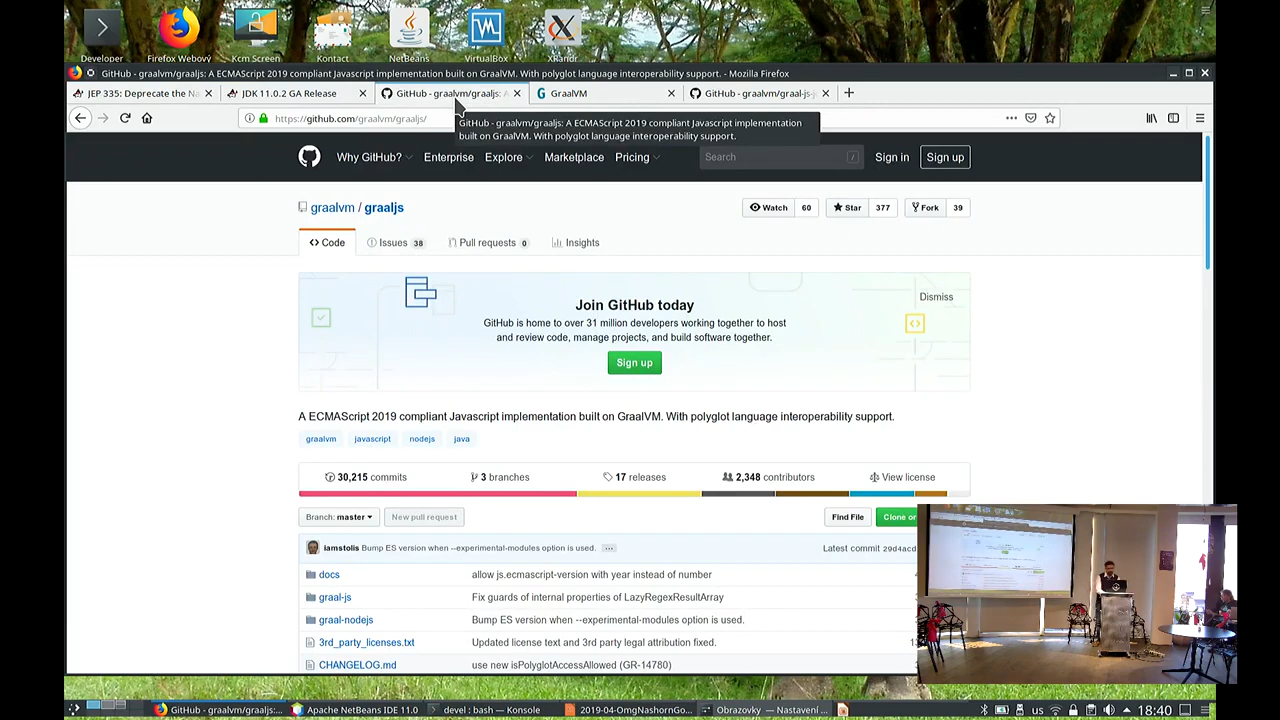 Developer
Firefox Webový
Kcm Screen
Kontact
NetBeans
VirtualBox
XRandr
GitHub - graalvm/graaljs: A ECMAScript 2019 compliant Javascript implementation built on GraalVM. With polyglot language interoperability support. - Mozilla Firefox
JEP 335: Deprecate the Na
JDK 11.0.2 GA Release
GitHub - graalvm/graaljs: A
G GraalVM
GitHub - graalvm/graal-js-j
https://github.com/graalvm/graaljs/
GitHub - graalvm/graaljs: A ECMAScript 2019 compliant Javascript implementation
built on GraalVM. With polyglot language interoperability support.
Why GitHub?
Enterprise
Explore
Marketplace
Pricing
Search
/
Sign in
Sign up
graalvm / graaljs
Watch 60
Star 377
Fork 39
Code
Issues 38
Pull requests 0
Insights
Dismiss
Join GitHub today
GitHub is home to over 31 million developers working together to host
and review code, manage projects, and build software together.
Sign up
A ECMAScript 2019 compliant Javascript implementation built on GraalVM. With polyglot language interoperability support.
graalvm
javascript
nodejs
java
30,215 commits
3 branches
17 releases
2,348 contributors
View license
Branch: master
New pull request
Find File
Clone or
iamstolis Bump ES version when --experimental-modules option is used.
Latest commit 29d4acd
docs
allow js.ecmascript-version with year instead of number
graal-js
Fix guards of internal properties of LazyRegexResultArray
graal-nodejs
Bump ES version when --experimental-modules option is used.
3rd_party_licenses.txt
Updated license text and 3rd party legal attribution fixed.
CHANGELOG.md
use new isPolyglotAccessAllowed (GR-14780)
GitHub - graalvm/graaljs:...
Apache NetBeans IDE 11.0
devel : bash — Konsole
2019-04-OmgNashornGo...
Obrazovky — Nastavení ...
us
18:40